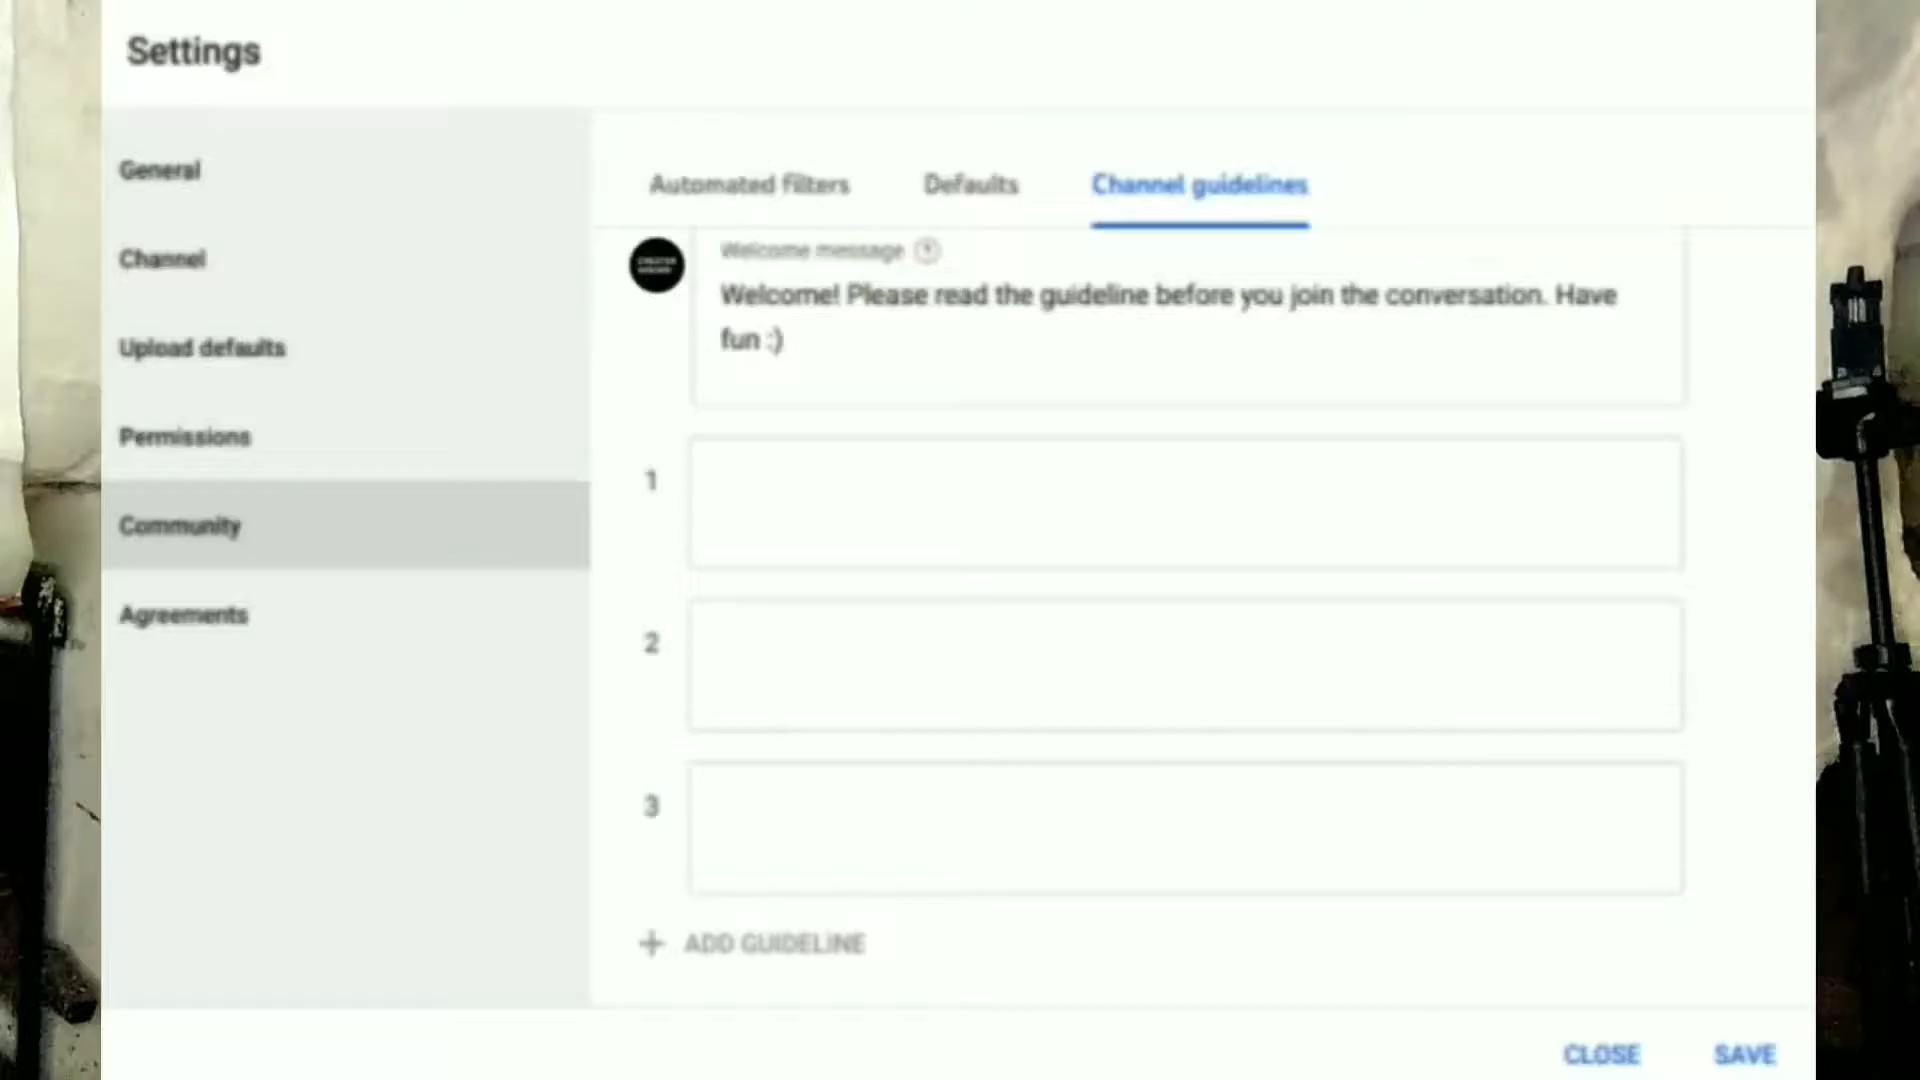 Settings
General
Channel
Upload defaults
Permissions
Community
Agreements
Automated filters
Defaults
Channel guidelines
Welcome message
Welcome! Please read the guideline before you join the conversation. Have
fun :)
1
2
3
+ ADD GUIDELINE
CLOSE
SAVE